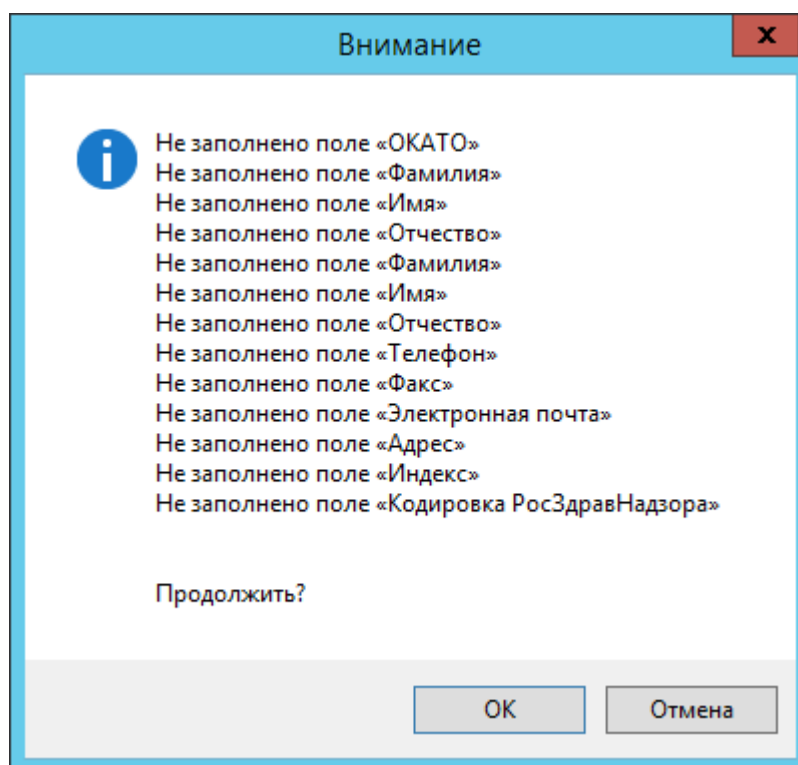 Внимание
x
Не заполнено поле «ОКАТО»
Не заполнено поле «Фамилия»
Не заполнено поле «Имя»
Не заполнено поле «Отчество»
Не заполнено поле «Фамилия»
Не заполнено поле «Имя»
Не заполнено поле «Отчество»
Не заполнено поле «Телефон»
Не заполнено поле «Факс»
Не заполнено поле «Электронная почта»
Не заполнено поле «Адрес»
Не заполнено поле «Индекс»
Не заполнено поле «Кодировка РосЗдравНадзора»
Продолжить?
ОК
Отмена